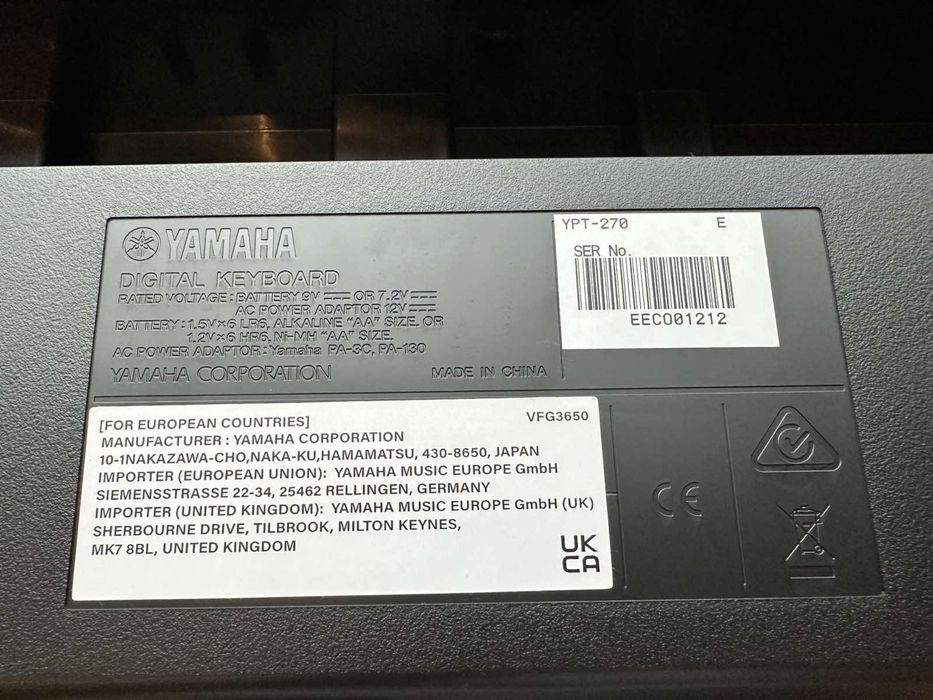 YAMAHA
DIGITAL KEYBOARD
RATED VOLTAGE : BATTERY 9V ⎓ OR 7.2V ⎓
AC POWER ADAPTOR 12V ⎓
BATTERY : 1.5V×6 LR6, ALKALINE "AA" SIZE, OR
1.2V×6 HR6, Ni-MH "AA" SIZE,
AC POWER ADAPTOR : Yamaha PA-3C, PA-130
YAMAHA CORPORATION
MADE IN CHINA
YPT-270 E
SER No.
EECO01212
[FOR EUROPEAN COUNTRIES] VFG3650
MANUFACTURER : YAMAHA CORPORATION
10-1NAKAZAWA-CHO,NAKA-KU,HAMAMATSU, 430-8650, JAPAN
IMPORTER (EUROPEAN UNION): YAMAHA MUSIC EUROPE GmbH
SIEMENSSTRASSE 22-34, 25462 RELLINGEN, GERMANY
IMPORTER (UNITED KINGDOM): YAMAHA MUSIC EUROPE GmbH (UK)
SHERBOURNE DRIVE, TILBROOK, MILTON KEYNES,
MK7 8BL, UNITED KINGDOM
UK
CA
CE